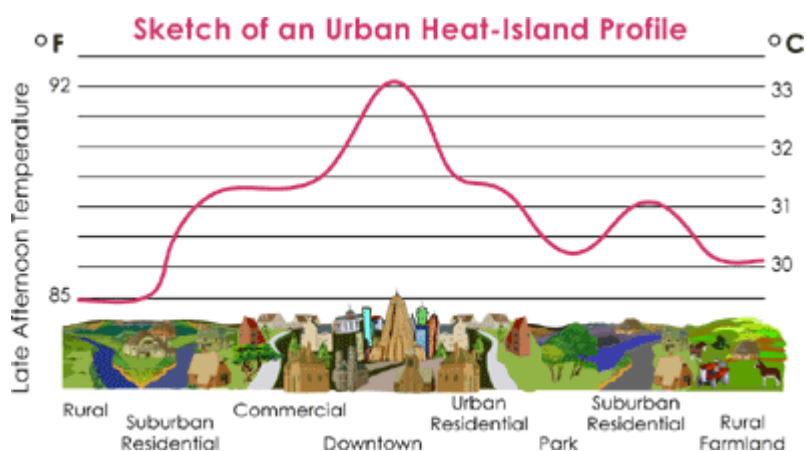 Sketch of an Urban Heat-Island Profile
°F
°C
Late Afternoon Temperature
92
85
33
32
31
30
Rural
Suburban
Residential
Commercial
Downtown
Urban
Residential
Park
Suburban
Residential
Rural
Farmland